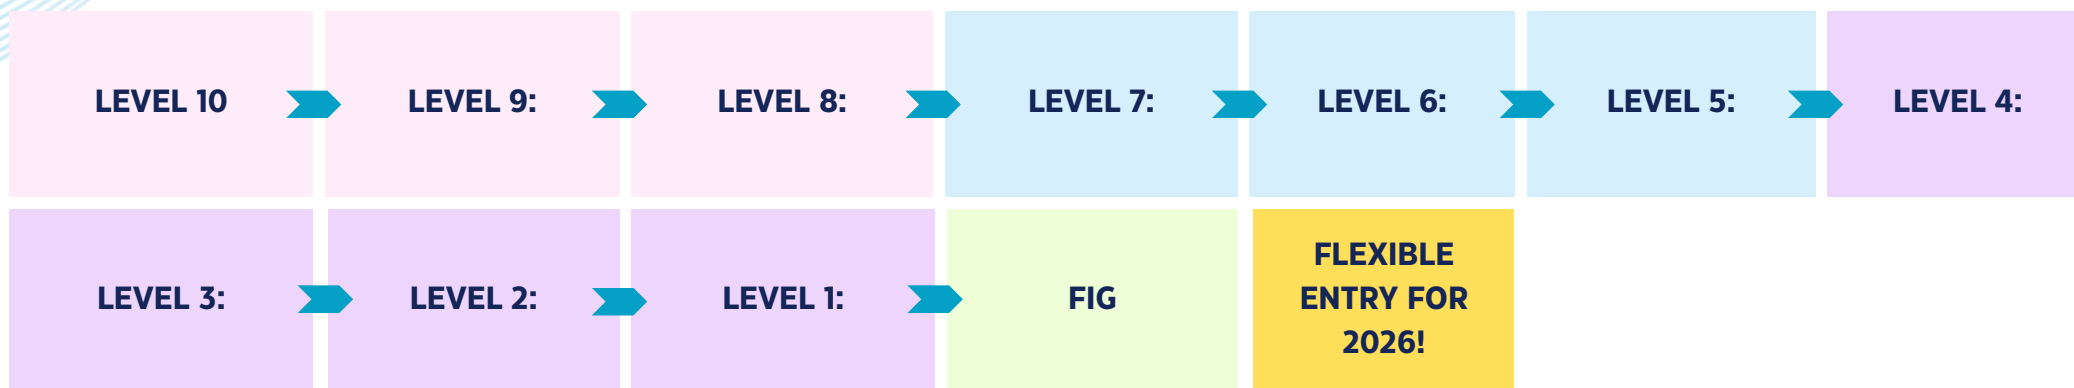 LEVEL 10
LEVEL 9:
LEVEL 8:
LEVEL 7:
LEVEL 6:
LEVEL 5:
LEVEL 4:
LEVEL 3:
LEVEL 2:
LEVEL 1:
FIG
FLEXIBLE
ENTRY FOR
2026!